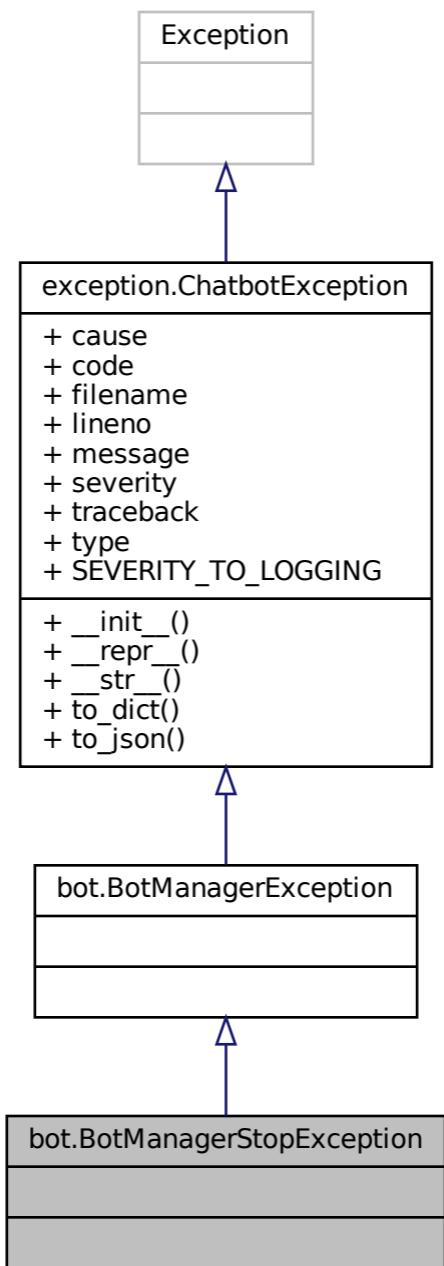 Exception
exception.ChatbotException
+ cause
+ code
+ filename
+ lineno
+ message
+ severity
+ traceback
+ type
+ SEVERITY_TO_LOGGING
+ __init__()
+ __repr__()
+ __str__()
+ to_dict()
+ to_json()
bot.BotManagerException
bot.BotManagerStopException